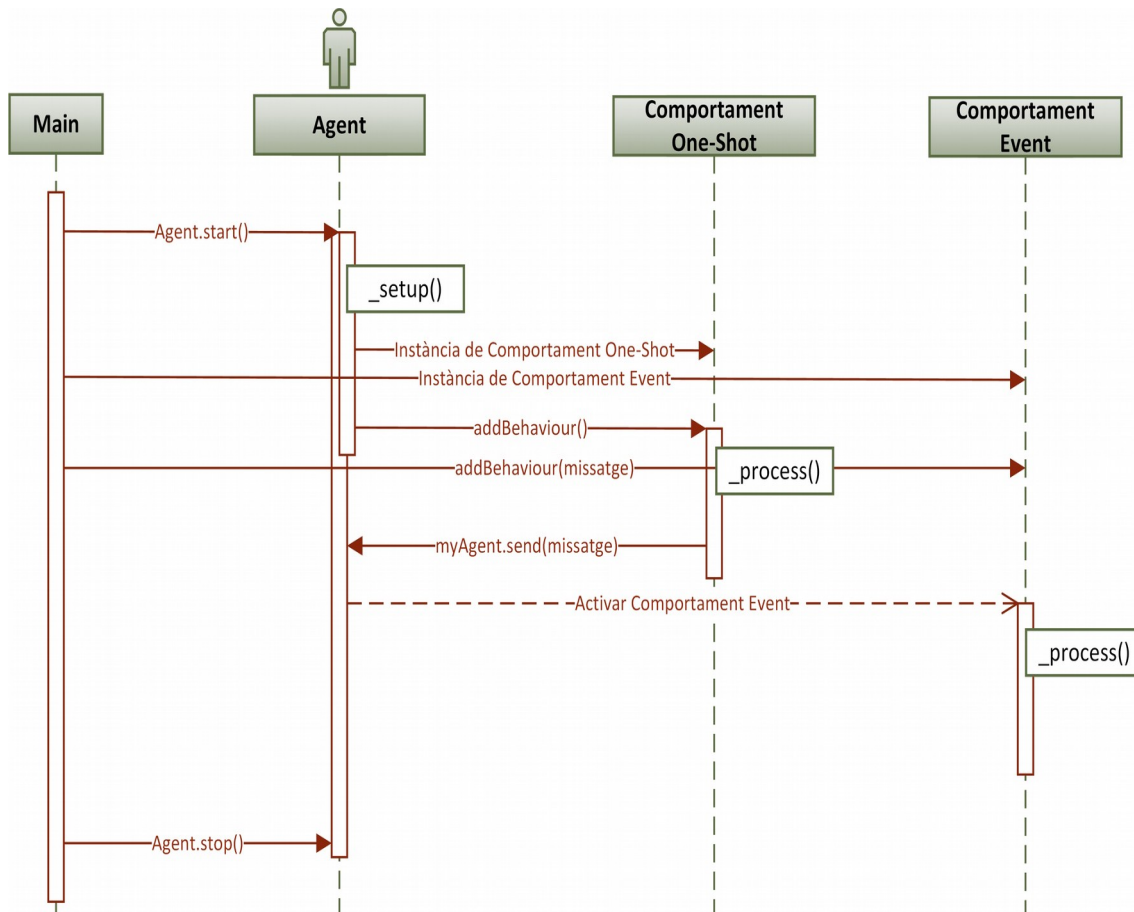 Main
Agent
Comportament
One-Shot
Comportament
Event
Agent.start()
_setup()
Instància de Comportament One-Shot
Instància de Comportament Event
addBehaviour()
addBehaviour(missatge)
_process()
myAgent.send(missatge)
Activar Comportament Event
_process()
Agent.stop()